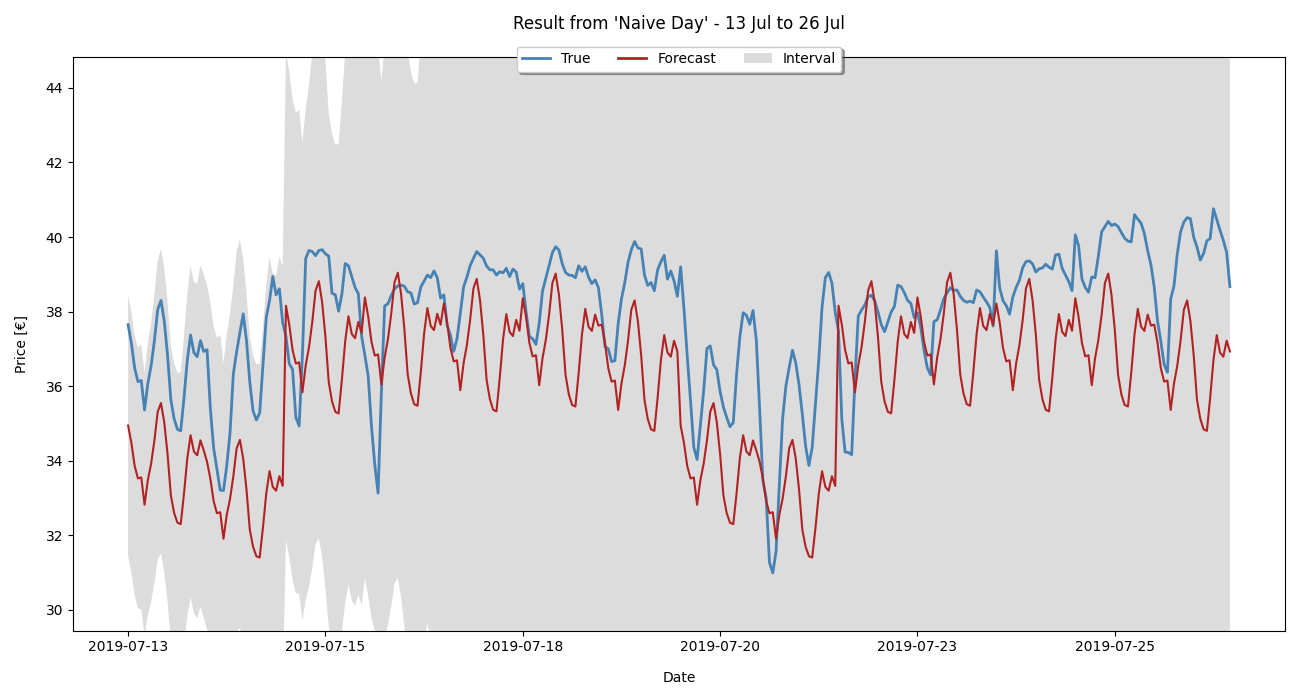 Result from 'Naive Day' - 13 Jul to 26 Jul
True Forecast Interval
44
42
40
38
36
34
32
30
Price [€]
2019-07-13 2019-07-15 2019-07-18 2019-07-20 2019-07-23 2019-07-25
Date